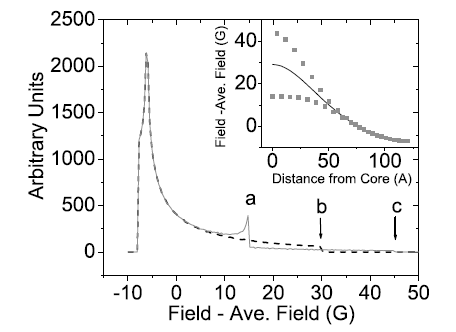 2500
2000
1500
1000
500
0
Arbitrary Units
-10 0 10 20 30 40 50
Field - Ave. Field (G)
a
b
c
40
20
0
Field -Ave. Field (G)
0 50 100
Distance from Core (A)